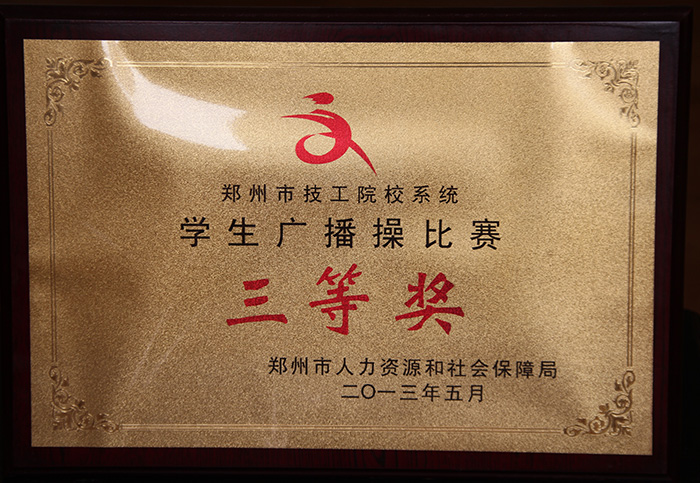 郑州市技工院校系统
学生广播操比赛
三等奖
郑州市人力资源和社会保障局
二〇一三年五月